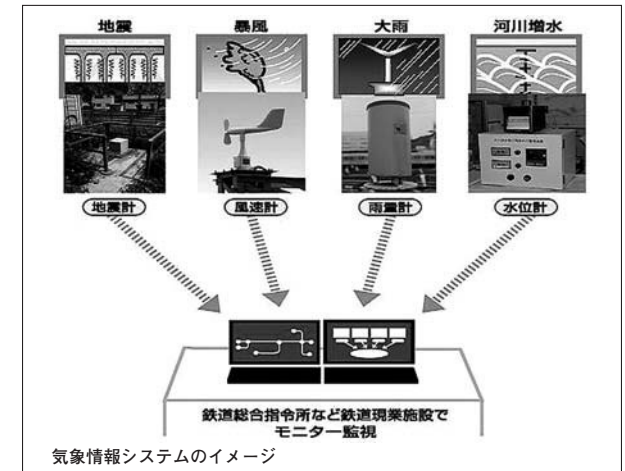 地震
暴風
大雨
河川増水
地震計
風速計
雨量計
水位計
鉄道総合指令所など鉄道現業施設で
モニター監視
気象情報システムのイメージ